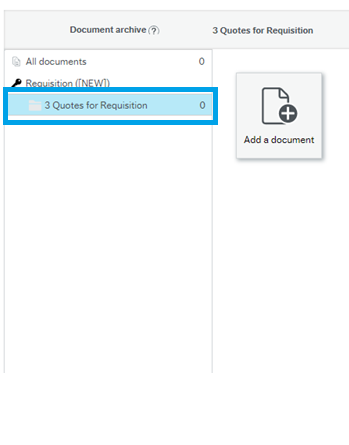 Document archive ? 3 Quotes for Requisition
All documents 0
Requisition ([NEW])
3 Quotes for Requisition 0
Add a document